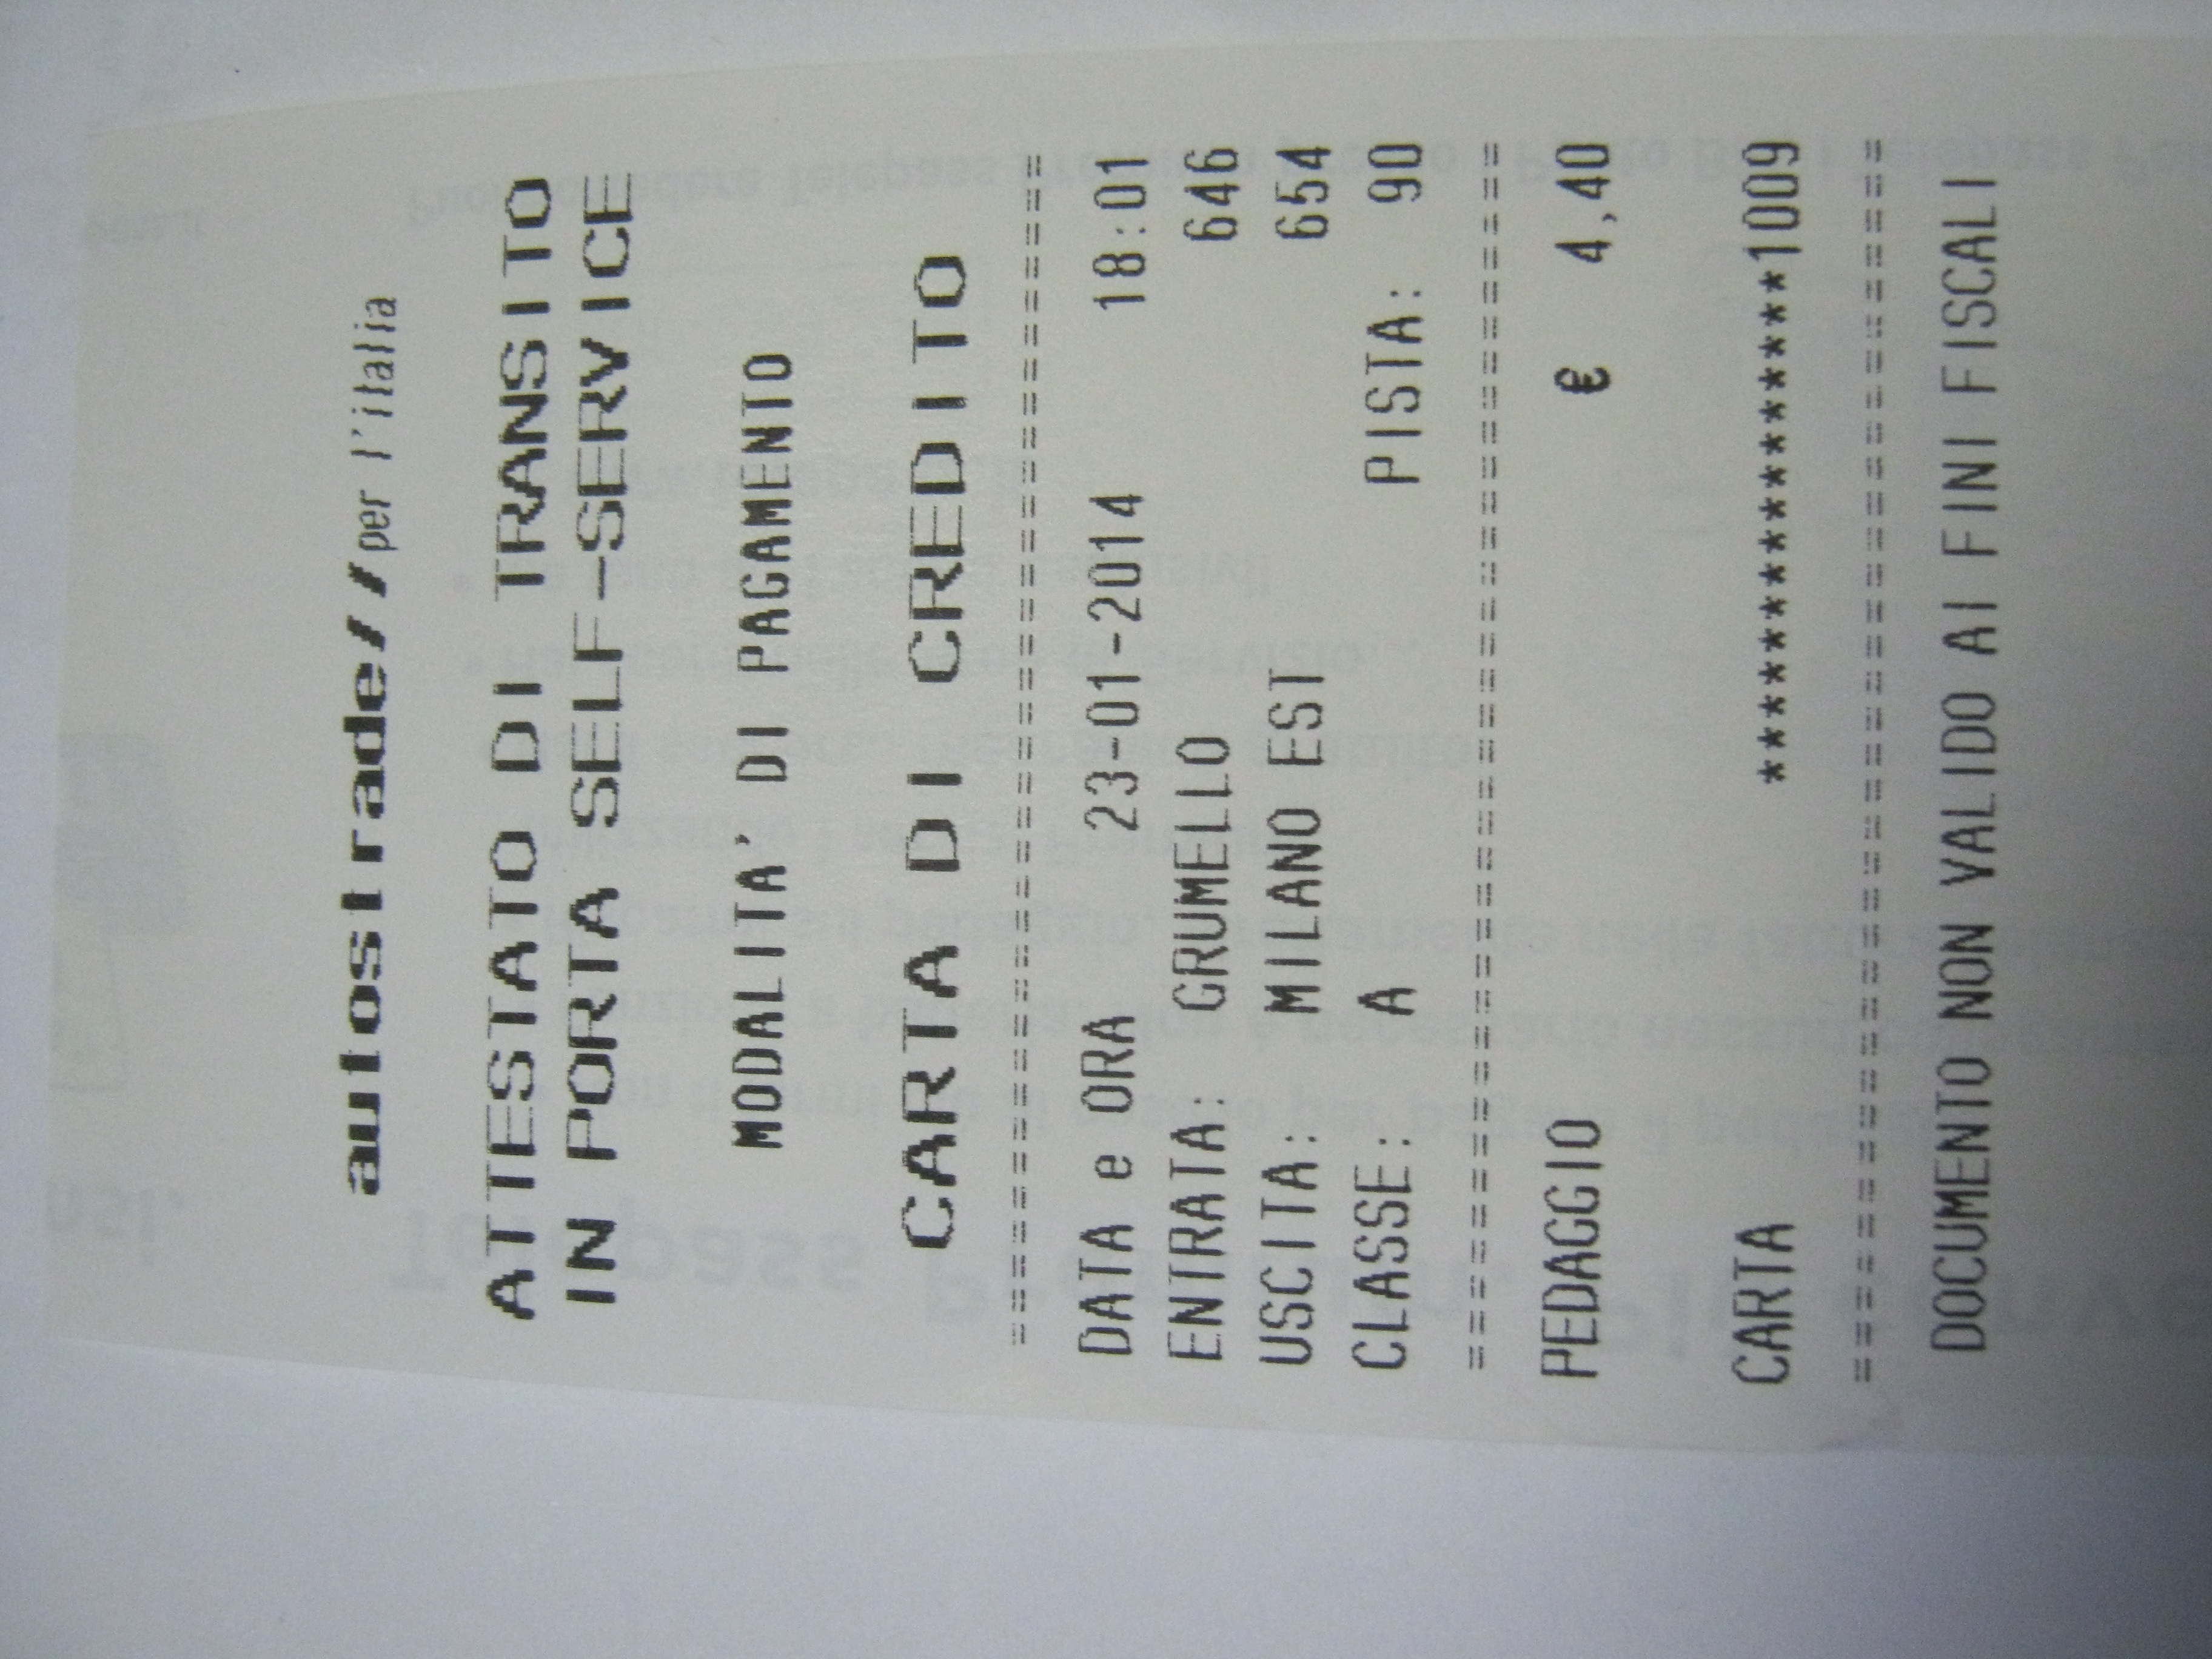 autostrade//per l'italia
ATTESTATO DI TRANSITO
IN PORTA SELF-SERVICE
MODALITA' DI PAGAMENTO
CARTA DI CREDITO
============================================
DATA e ORA 23-01-2014 18:01
ENTRATA: GRUMELLO 646
USCITA: MILANO EST 654
CLASSE: A PISTA: 90
============================================
PEDAGGIO € 4,40
CARTA ***************1009
============================================
DOCUMENTO NON VALIDO AI FINI FISCALI